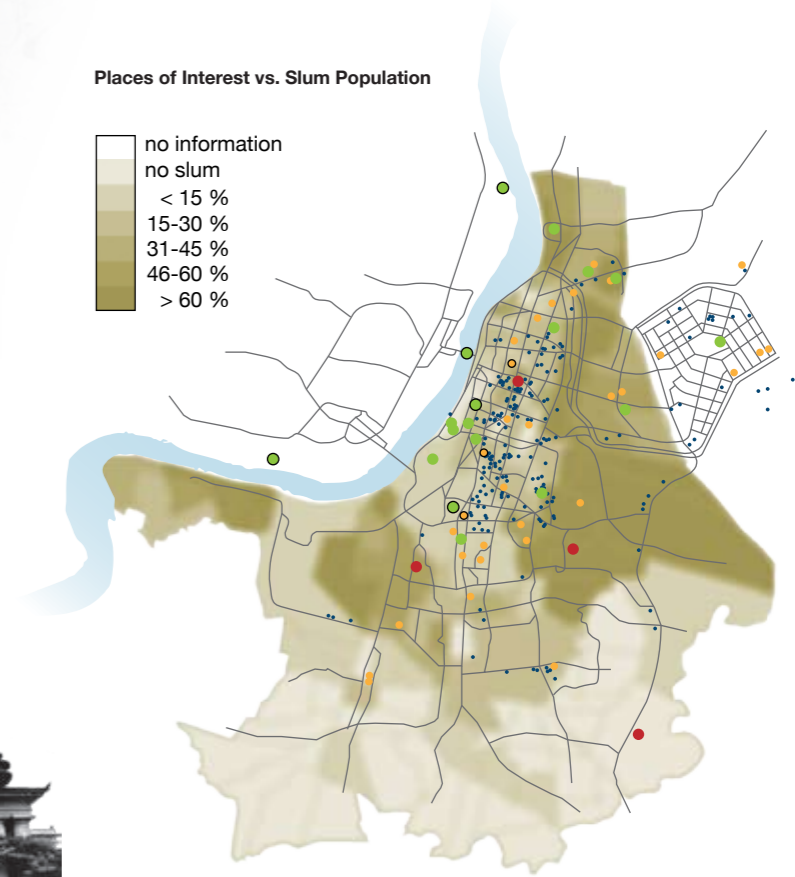 Places of Interest vs. Slum Population
no information
no slum
< 15 %
15-30 %
31-45 %
46-60 %
> 60 %